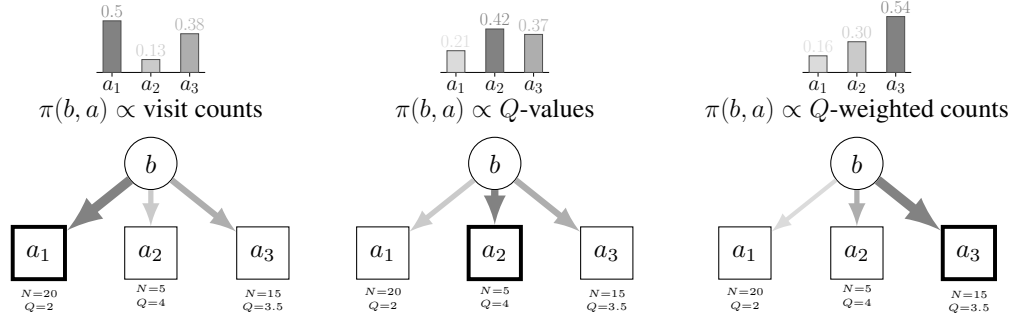 0.5
0.13
0.38
a₁ a₂ a₃
π(b, a) ∝ visit counts
b
a₁ a₂ a₃
N=20
Q=2
N=5
Q=4
N=15
Q=3.5
0.21
0.42
0.37
a₁ a₂ a₃
π(b, a) ∝ Q-values
b
a₁ a₂ a₃
N=20
Q=2
N=5
Q=4
N=15
Q=3.5
0.16
0.30
0.54
a₁ a₂ a₃
π(b, a) ∝ Q-weighted counts
b
a₁ a₂ a₃
N=20
Q=2
N=5
Q=4
N=15
Q=3.5